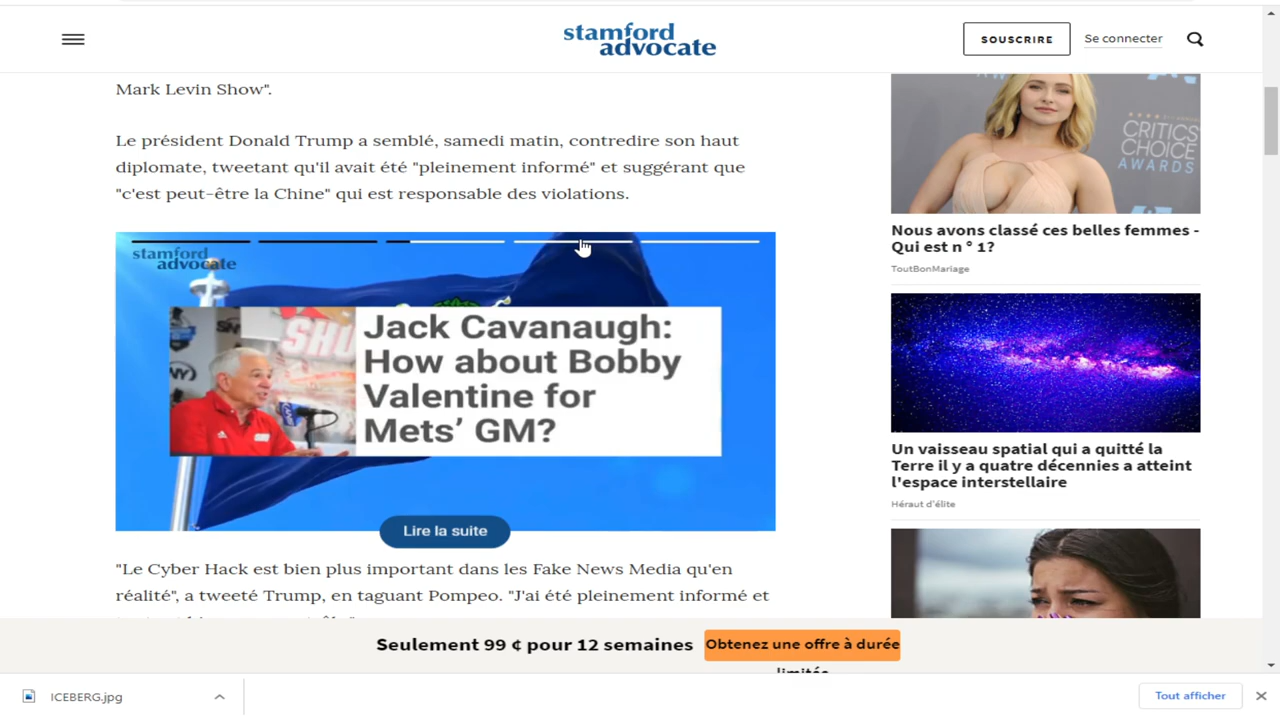 stamford
advocate
SOUSCRIRE
Se connecter
Mark Levin Show".
Le président Donald Trump a semblé, samedi matin, contredire son haut
diplomate, tweetant qu'il avait été "pleinement informé" et suggérant que
"c'est peut-être la Chine" qui est responsable des violations.
stamford
advocate
SNY
SHU
NY)
Jack Cavanaugh:
How about Bobby
Valentine for
Mets' GM?
Lire la suite
"Le Cyber Hack est bien plus important dans les Fake News Media qu'en
réalité", a tweeté Trump, en taguant Pompeo. "J'ai été pleinement informé et
CRITICS
CHOICE
AWARDS
Nous avons classé ces belles femmes -
Qui est n ° 1?
ToutBonMariage
Un vaisseau spatial qui a quitté la
Terre il y a quatre décennies a atteint
l'espace interstellaire
Héraut d'élite
Seulement 99 ¢ pour 12 semaines
Obtenez une offre à durée
limitée
ICEBERG.jpg
Tout afficher